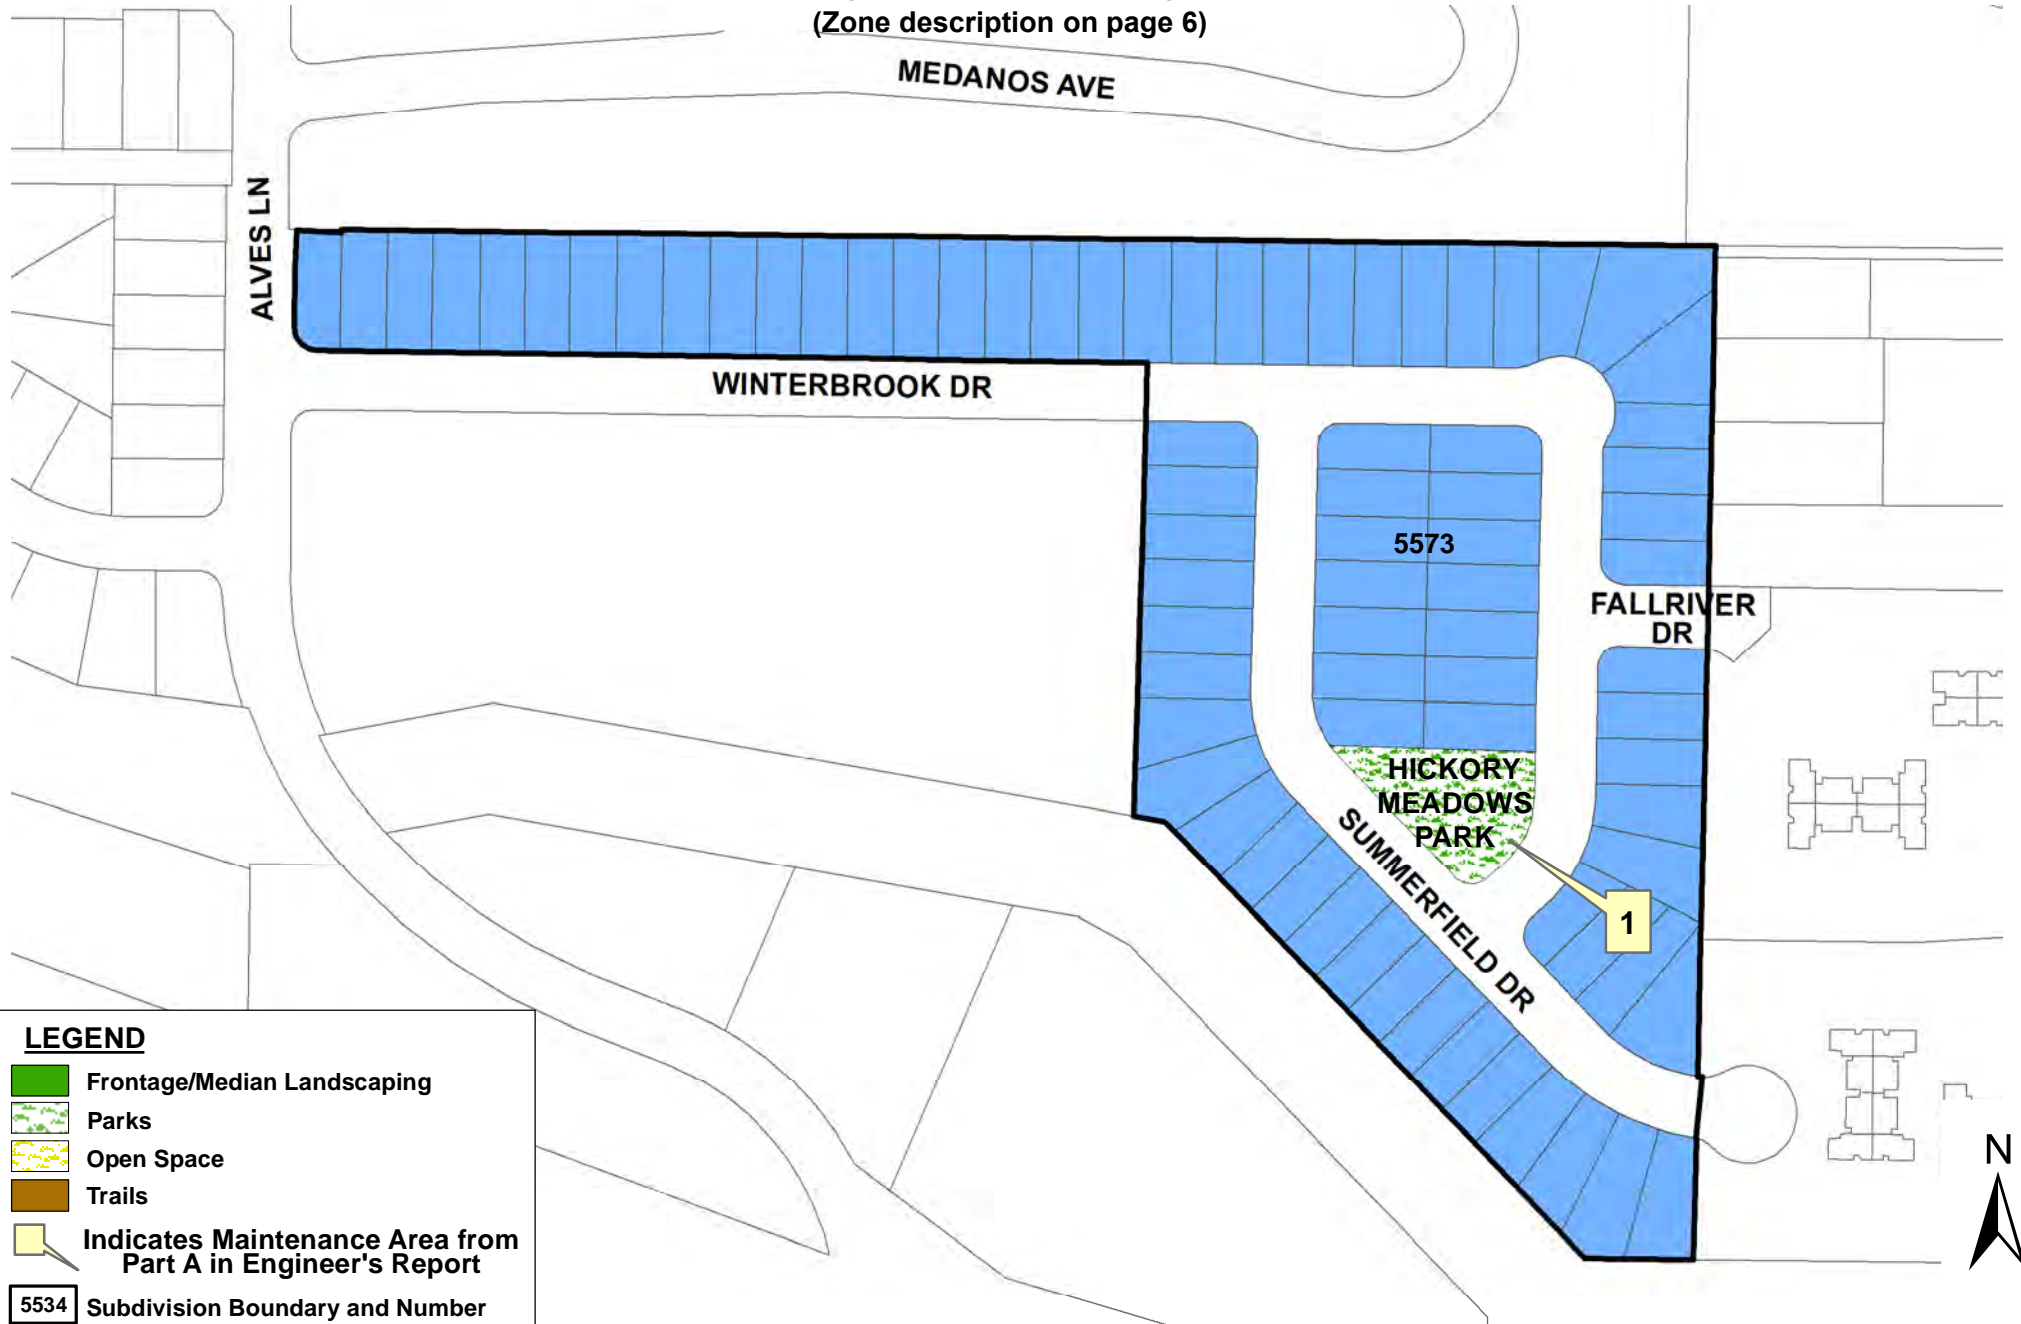 (Zone description on page 6)
MEDANOS AVE
ALVES LN
WINTERBROOK DR
5573
FALLRIVER
DR
HICKORY
MEADOWS
PARK
SUMMERFIELD DR
1
N
LEGEND
Frontage/Median Landscaping
Parks
Open Space
Trails
Indicates Maintenance Area from
Part A in Engineer's Report
5534 Subdivision Boundary and Number